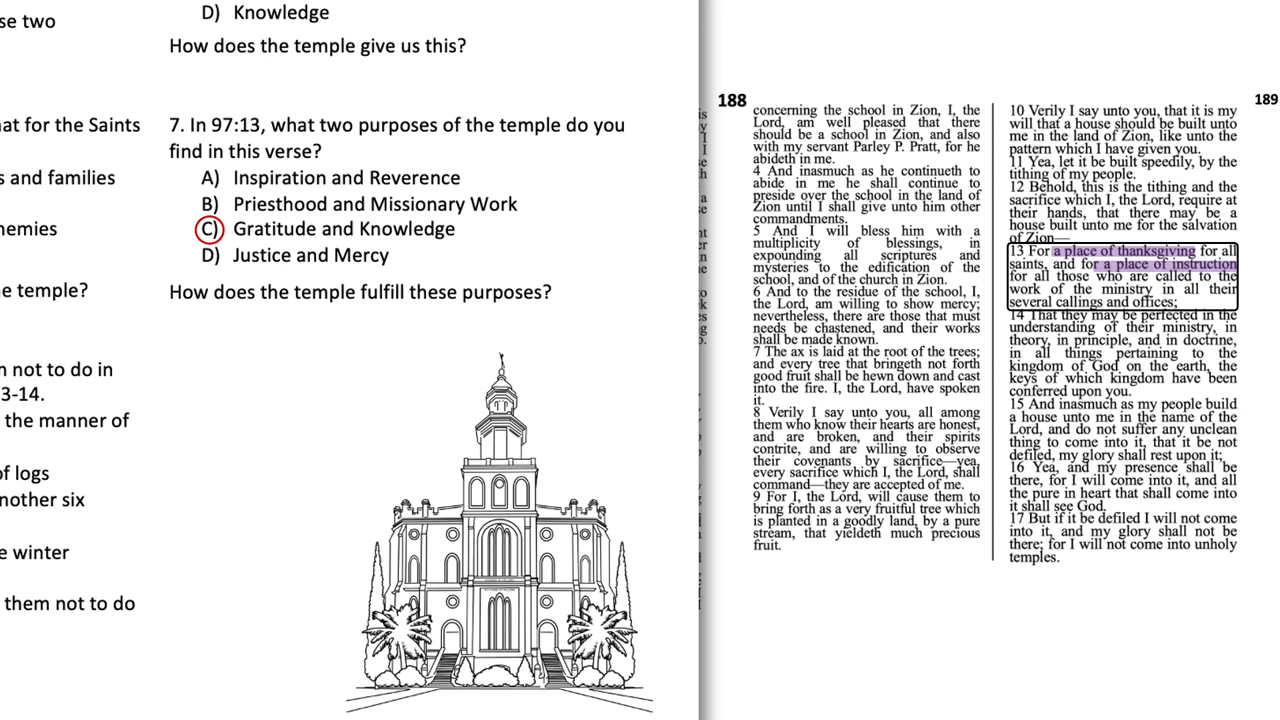 se two
at for the Saints
s and families
nemies
e temple?
n not to do in
3-14.
the manner of
of logs
nother six
e winter
them not to do
D) Knowledge
How does the temple give us this?
7. In 97:13, what two purposes of the temple do you
find in this verse?
A) Inspiration and Reverence
B) Priesthood and Missionary Work
C) Gratitude and Knowledge
D) Justice and Mercy
How does the temple fulfill these purposes?
188
concerning the school in Zion, I, the
Lord, am well pleased that there
should be a school in Zion, and also
with my servant Parley P. Pratt, for he
abideth in me.
4 And inasmuch as he continueth to
abide in me he shall continue to
preside over the school in the land of
Zion until I shall give unto him other
commandments.
5 And I will bless him with a
multiplicity of blessings, in
expounding all scriptures and
mysteries to the edification of the
school, and of the church in Zion.
6 And to the residue of the school, I,
the Lord, am willing to show mercy;
nevertheless, there are those that must
needs be chastened, and their works
shall be made known.
7 The ax is laid at the root of the trees;
and every tree that bringeth not forth
good fruit shall be hewn down and cast
into the fire. I, the Lord, have spoken
it.
8 Verily I say unto you, all among
them who know their hearts are honest,
and are broken, and their spirits
contrite, and are willing to observe
their covenants by sacrifice—yea,
every sacrifice which I, the Lord, shall
command—they are accepted of me.
9 For I, the Lord, will cause them to
bring forth as a very fruitful tree which
is planted in a goodly land, by a pure
stream, that yieldeth much precious
fruit.
189
10 Verily I say unto you, that it is my
will that a house should be built unto
me in the land of Zion, like unto the
pattern which I have given you.
11 Yea, let it be built speedily, by the
tithing of my people.
12 Behold, this is the tithing and the
sacrifice which I, the Lord, require at
their hands, that there may be a
house built unto me for the salvation
of Zion—
13 For a place of thanksgiving for all
saints, and for a place of instruction
for all those who are called to the
work of the ministry in all their
several callings and offices;
14 That they may be perfected in the
understanding of their ministry, in
theory, in principle, and in doctrine,
in all things pertaining to the
kingdom of God on the earth, the
keys of which kingdom have been
conferred upon you.
15 And inasmuch as my people build
a house unto me in the name of the
Lord, and do not suffer any unclean
thing to come into it, that it be not
defiled, my glory shall rest upon it;
16 Yea, and my presence shall be
there, for I will come into it, and all
the pure in heart that shall come into
it shall see God.
17 But if it be defiled I will not come
into it, and my glory shall not be
there; for I will not come into unholy
temples.